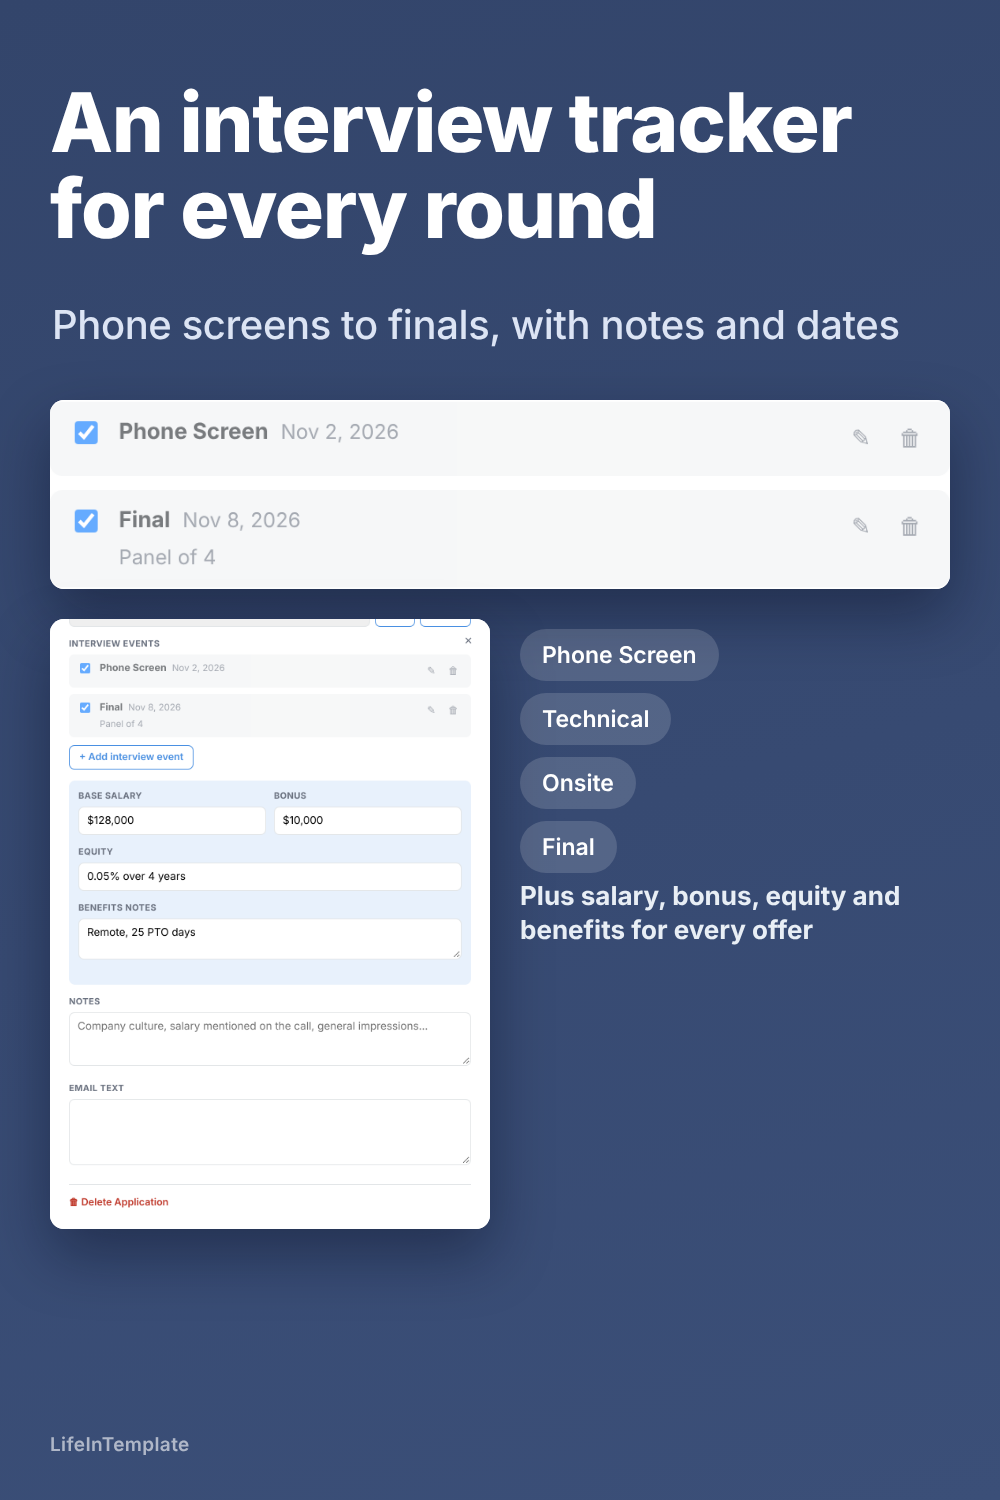 An interview tracker
for every round
Phone screens to finals, with notes and dates
Phone Screen Nov 2, 2026
Final Nov 8, 2026
Panel of 4
INTERVIEW EVENTS
Phone Screen Nov 2, 2026
Final Nov 8, 2026
Panel of 4
+ Add interview event
BASE SALARY BONUS
$128,000 $10,000
EQUITY
0.05% over 4 years
BENEFITS NOTES
Remote, 25 PTO days
NOTES
Company culture, salary mentioned on the call, general impressions...
EMAIL TEXT
Delete Application
Phone Screen
Technical
Onsite
Final
Plus salary, bonus, equity and
benefits for every offer
LifeInTemplate